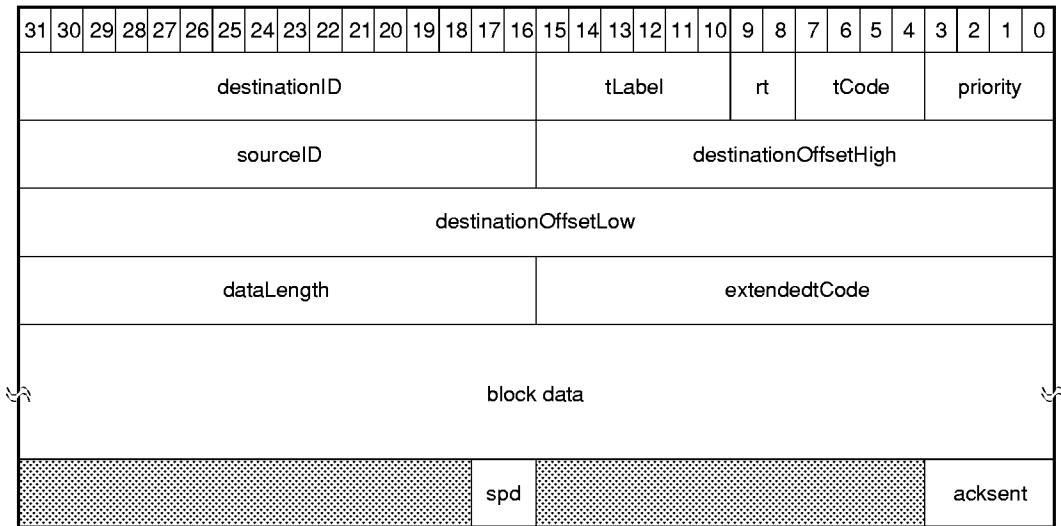 31 30 29 28 27 26 25 24 23 22 21 20 19 18 17 16 15 14 13 12 11 10 9 8 7 6 5 4 3 2 1 0
destinationID tLabel rt tCode priority
sourceID destinationOffsetHigh
destinationOffsetLow
dataLength extendedtCode
block data
spd acksent